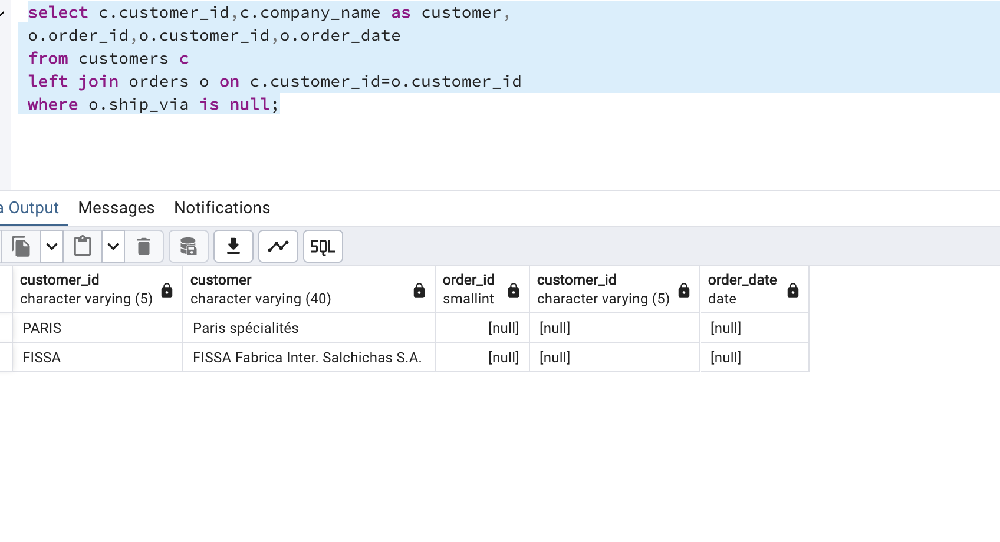 select c.customer_id,c.company_name as customer,
o.order_id,o.customer_id,o.order_date
from customers c
left join orders o on c.customer_id=o.customer_id
where o.ship_via is null;
a Output Messages Notifications
SQL
customer_id customer order_id customer_id order_date
character varying (5) character varying (40) smallint character varying (5) date
PARIS Paris spécialités [null] [null] [null]
FISSA FISSA Fabrica Inter. Salchichas S.A. [null] [null] [null]